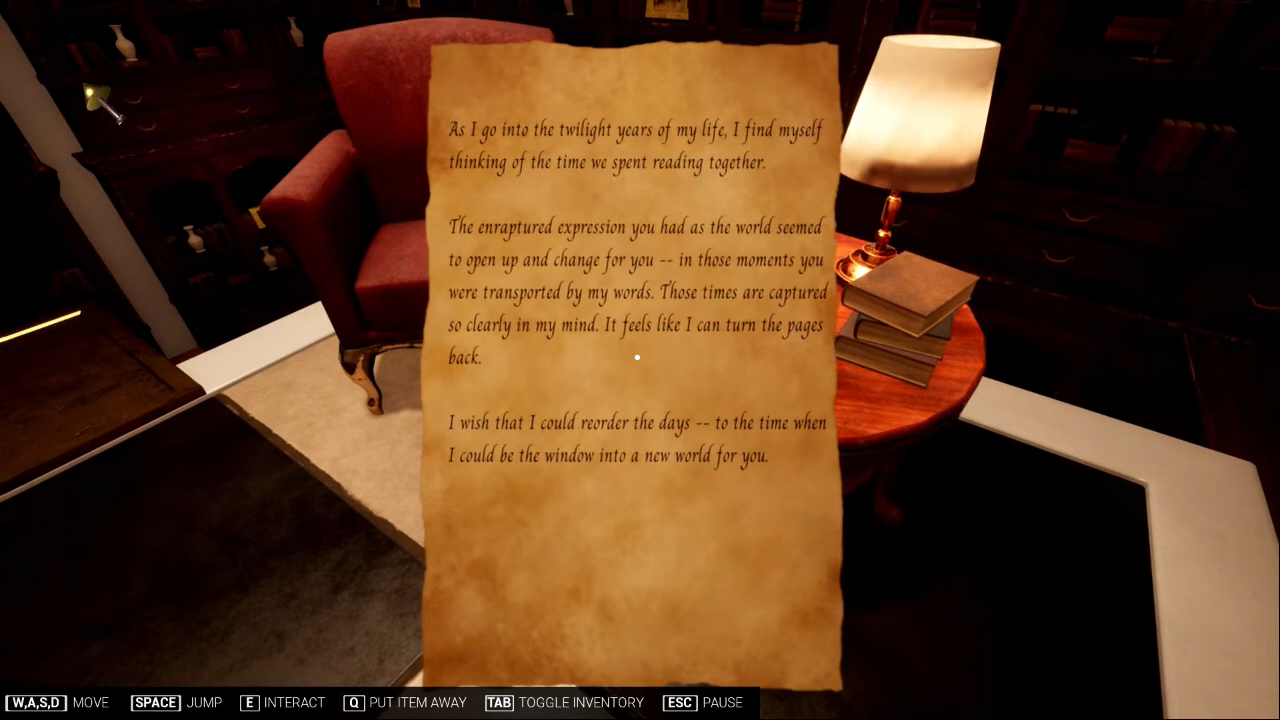 As I go into the twilight years of my life, I find myself
thinking of the time we spent reading together.
The enraptured expression you had as the world seemed
to open up and change for you -- in those moments you
were transported by my words. Those times are captured
so clearly in my mind. It feels like I can turn the pages
back.
I wish that I could reorder the days -- to the time when
I could be the window into a new world for you.
W,A,S,D MOVE SPACE JUMP E INTERACT Q PUT ITEM AWAY TAB TOGGLE INVENTORY ESC PAUSE